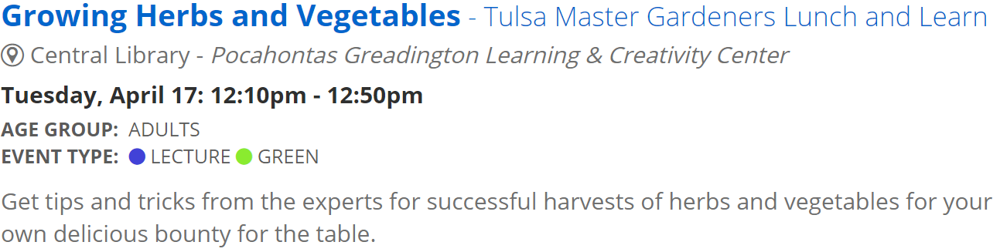 Growing Herbs and Vegetables - Tulsa Master Gardeners Lunch and Learn
Central Library - Pocahontas Greadington Learning & Creativity Center
Tuesday, April 17: 12:10pm - 12:50pm
AGE GROUP: ADULTS
EVENT TYPE: LECTURE GREEN
Get tips and tricks from the experts for successful harvests of herbs and vegetables for your
own delicious bounty for the table.